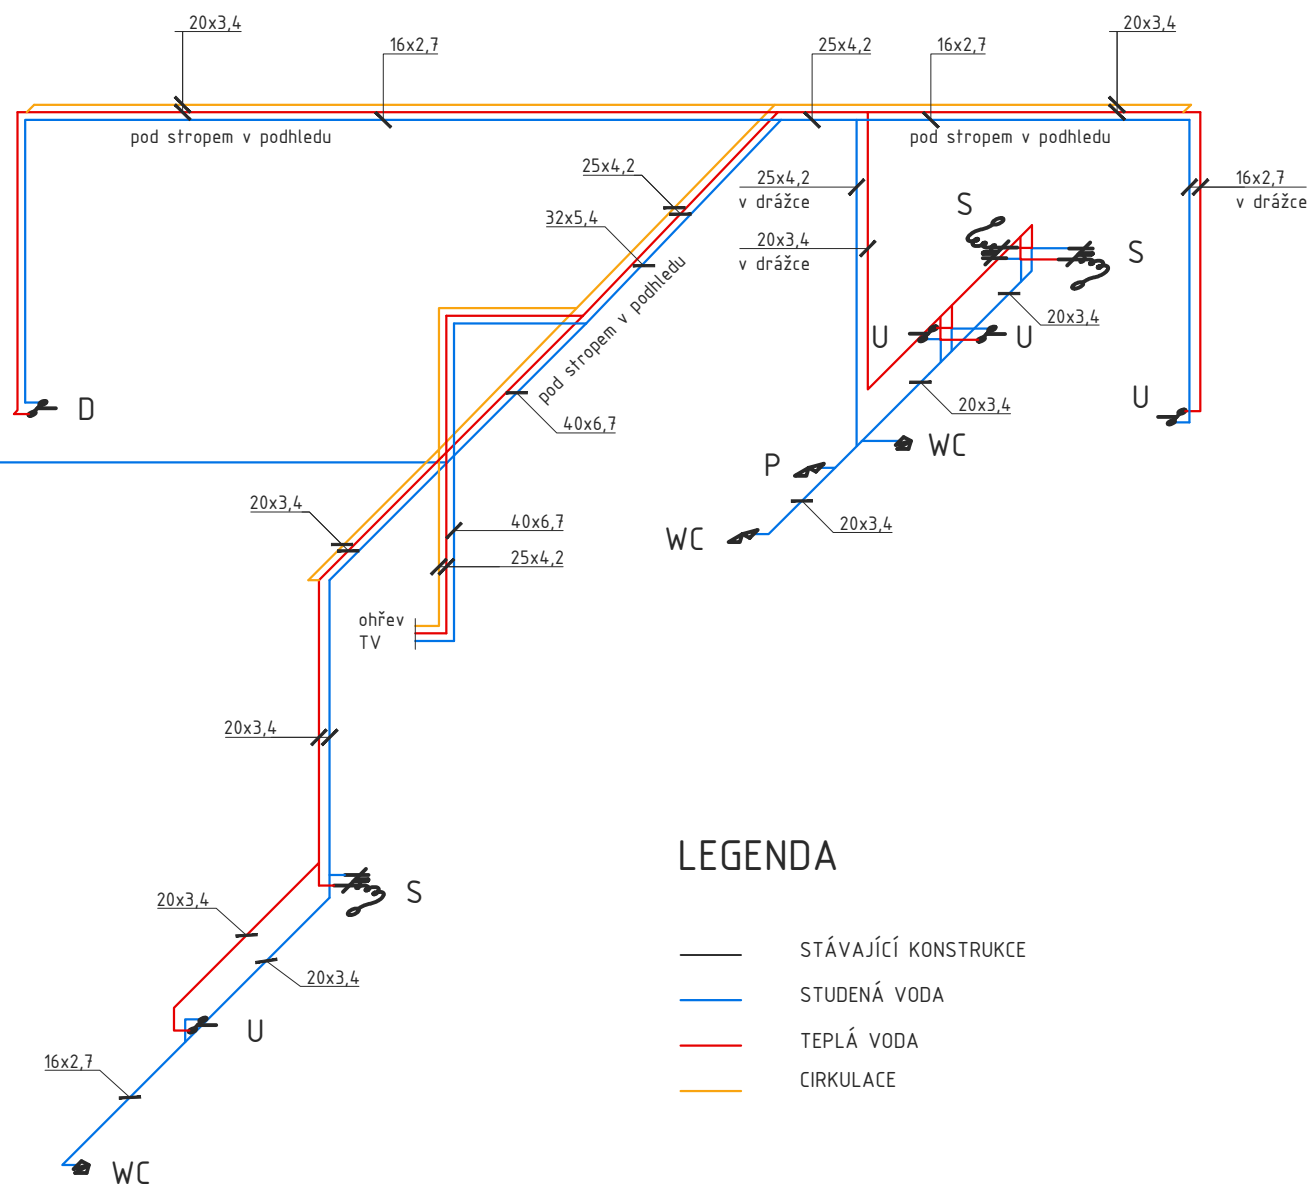 20x3,4
16x2,7
25x4,2
16x2,7
20x3,4
pod stropem v podhledu
pod stropem v podhledu
25x4,2
32x5,4
pod stropem v podhledu
25x4,2
v drážce
20x3,4
v drážce
16x2,7
v drážce
S
S
20x3,4
U
U
D
U
40x6,7
20x3,4
WC
P
20x3,4
WC
20x3,4
40x6,7
25x4,2
ohřev
TV
20x3,4
S
20x3,4
20x3,4
U
16x2,7
WC
LEGENDA
STÁVAJÍCÍ KONSTRUKCE
STUDENÁ VODA
TEPLÁ VODA
CIRKULACE